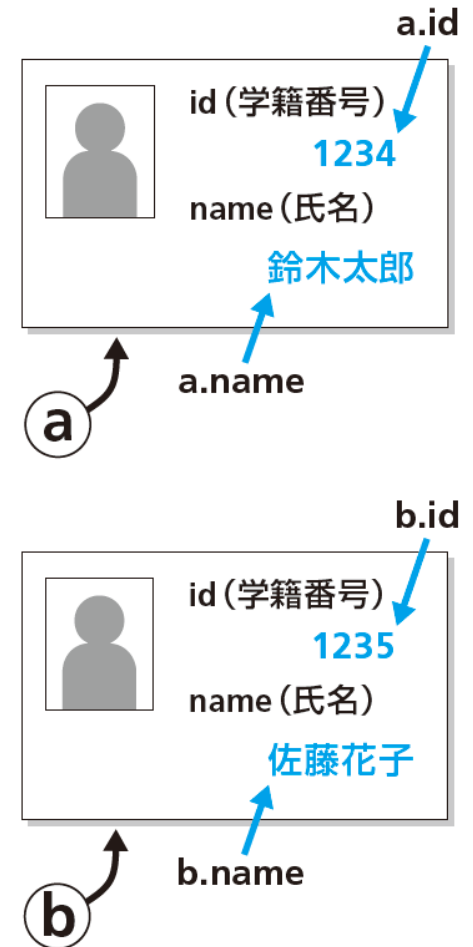 a.id
id（学籍番号）
1234
name（氏名）
鈴木太郎
a.name
a
b.id
id（学籍番号）
1235
name（氏名）
佐藤花子
b.name
b